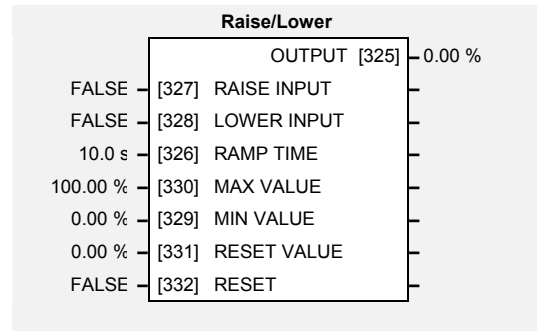 Raise/Lower
OUTPUT [325] – 0.00 %
FALSE – [327] RAISE INPUT –
FALSE – [328] LOWER INPUT –
10.0 s – [326] RAMP TIME –
100.00 % – [330] MAX VALUE –
0.00 % – [329] MIN VALUE –
0.00 % – [331] RESET VALUE –
FALSE – [332] RESET –